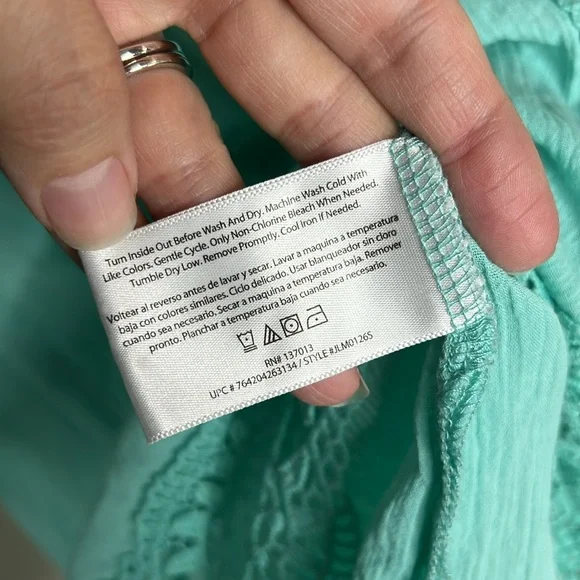 Turn Inside Out Before Wash And Dry. Machine Wash Cold With
Like Colors. Gentle Cycle. Only Non-Chlorine Bleach When Needed.
Tumble Dry Low. Remove Promptly. Cool Iron If Needed.
Voltear al reverso antes de lavar y secar. Lavar a maquina à temperatura
baja con colores similares. Ciclo delicado. Usar blanqueador sin cloro
cuando sea necesario. Secar a maquina a temperatura baja. Remover
pronto. Planchar a temperatura baja cuando sea necesario.
RN# 137013
UPC # 764204263134 / STYLE #JLM0126S